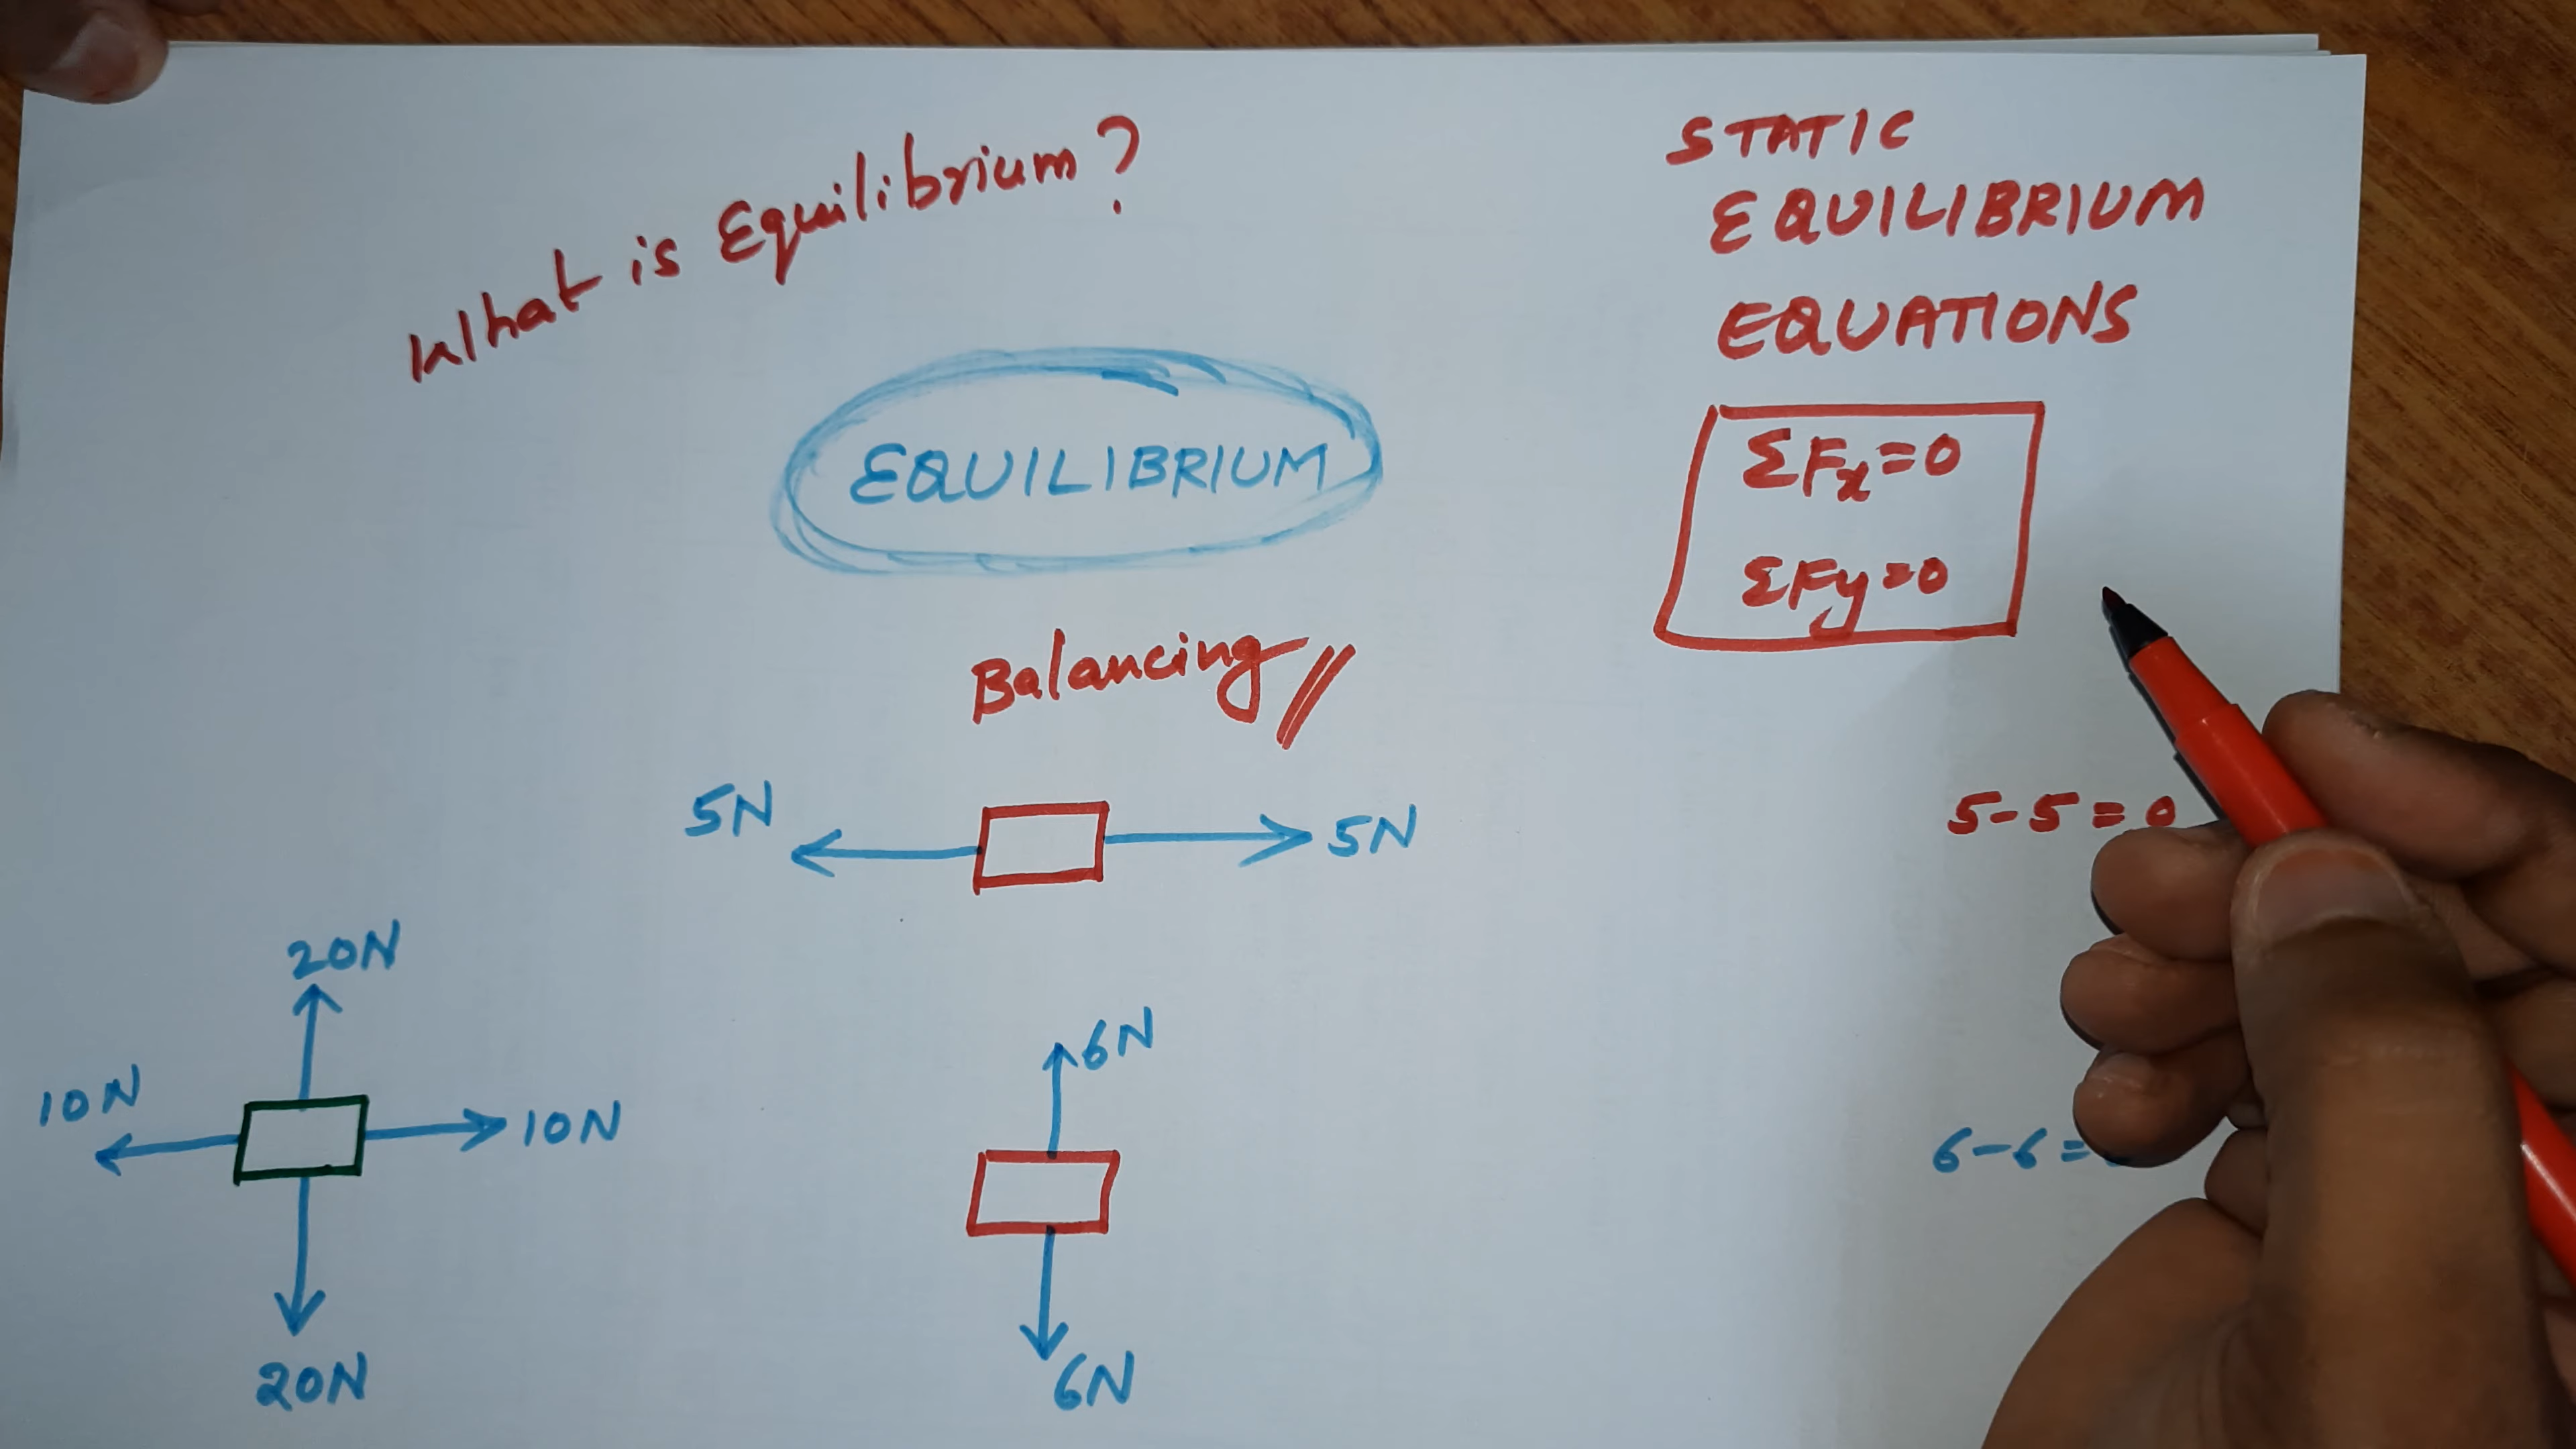 What is Equilibrium?
STATIC
EQUILIBRIUM
EQUATIONS
EQUILIBRIUM
ΣFx=0
ΣFy=0
Balancing
5N
5N
5-5=0
20N
10N
10N
20N
6N
6N
6-6=